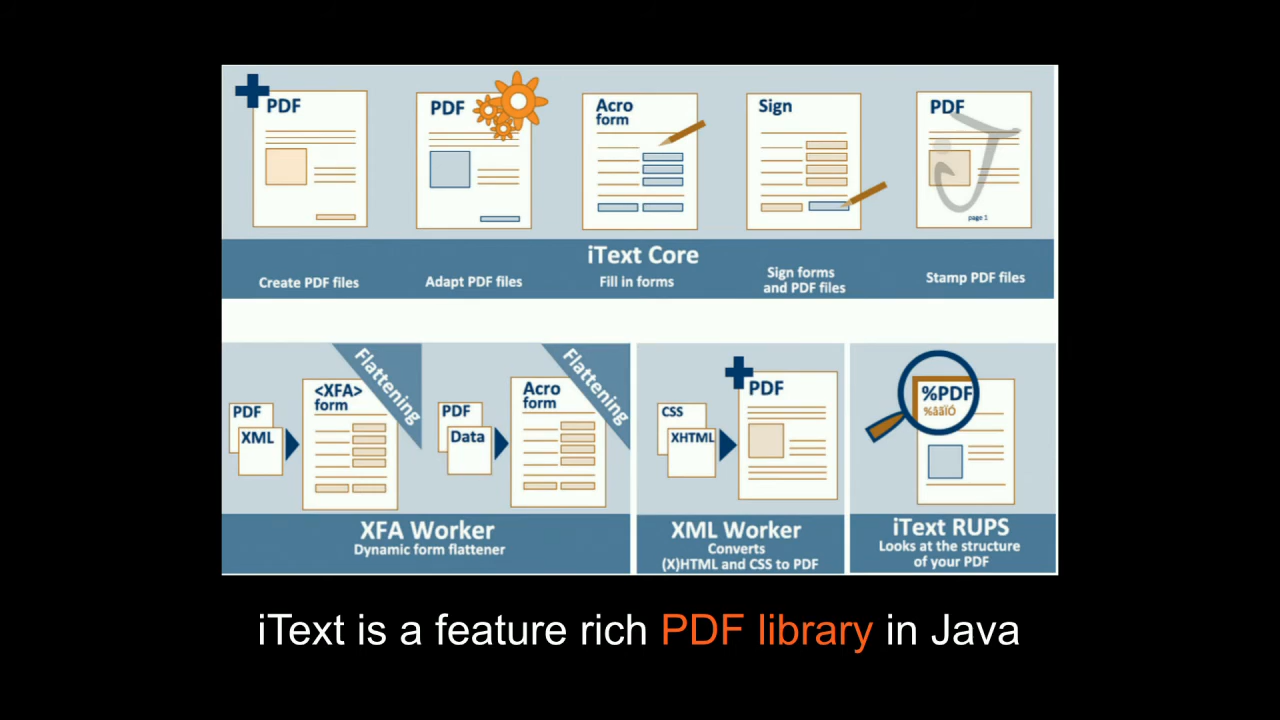 PDF
PDF
Acro
form
Sign
PDF
page 1
iText Core
Create PDF files
Adapt PDF files
Fill in forms
Sign forms
and PDF files
Stamp PDF files
PDF
XML
<XFA>
form
Flattening
PDF
Data
Acro
form
Flattening
CSS
XHTML
PDF
%PDF
%âãÏÓ
XFA Worker
Dynamic form flattener
XML Worker
Converts
(X)HTML and CSS to PDF
iText RUPS
Looks at the structure
of your PDF
iText is a feature rich PDF library in Java